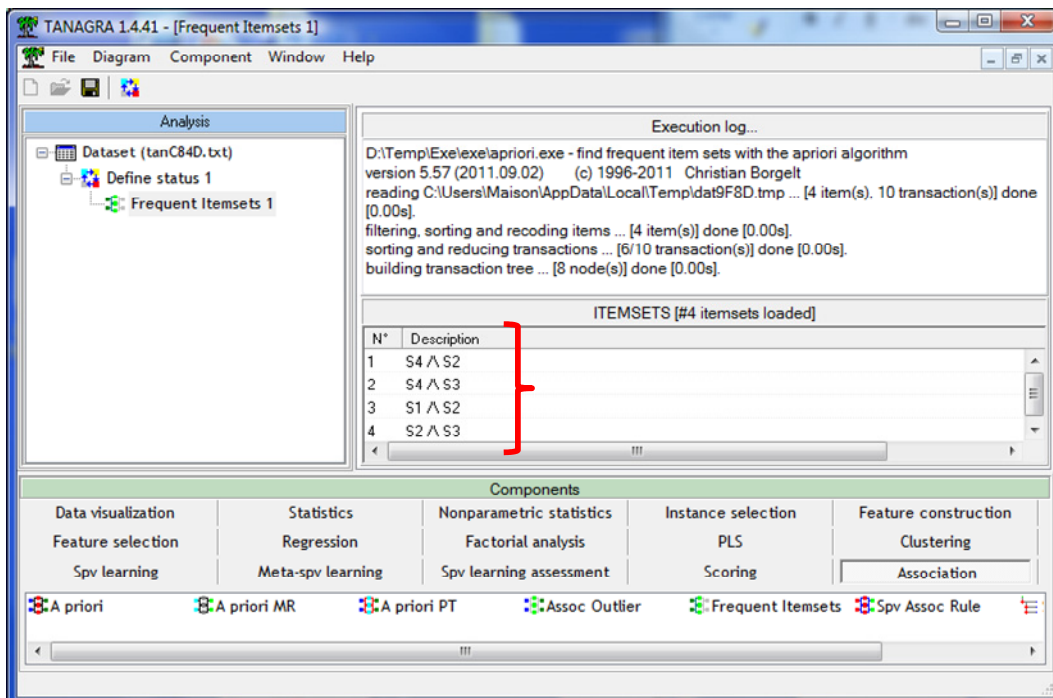 TANAGRA 1.4.41 - [Frequent Itemsets 1]
File Diagram Component Window Help
Analysis
Dataset (tanC84D.txt)
Define status 1
Frequent Itemsets 1
Execution log...
D:\Temp\Exe\exe\apriori.exe - find frequent item sets with the apriori algorithm
version 5.57 (2011.09.02) (c) 1996-2011 Christian Borgelt
reading C:\Users\Maison\AppData\Local\Temp\dat9F8D.tmp ... [4 item(s), 10 transaction(s)] done
[0.00s].
filtering, sorting and recoding items ... [4 item(s)] done [0.00s].
sorting and reducing transactions ... [6/10 transaction(s)] done [0.00s].
building transaction tree ... [8 node(s)] done [0.00s].
ITEMSETS [#4 itemsets loaded]
N° Description
1 S4 /\ S2
2 S4 /\ S3
3 S1 /\ S2
4 S2 /\ S3
Components
Data visualization Statistics Nonparametric statistics Instance selection Feature construction
Feature selection Regression Factorial analysis PLS Clustering
Spv learning Meta-spv learning Spv learning assessment Scoring Association
A priori A priori MR A priori PT Assoc Outlier Frequent Itemsets Spv Assoc Rule